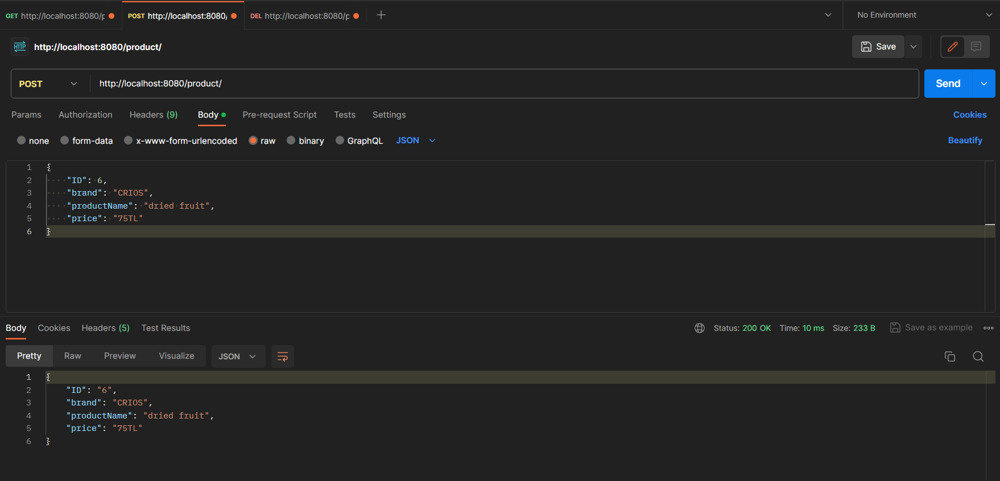 GET http://localhost:8080/p POST http://localhost:8080/ DEL http://localhost:8080/p No Environment
HTTP http://localhost:8080/product/ Save
POST http://localhost:8080/product/ Send
Params Authorization Headers (9) Body Pre-request Script Tests Settings Cookies
none form-data x-www-form-urlencoded raw binary GraphQL JSON Beautify
1 {
2 "ID": 6,
3 "brand": "CRIOS",
4 "productName": "dried fruit",
5 "price": "75TL"
6 }
Body Cookies Headers (5) Test Results Status: 200 OK Time: 10 ms Size: 233 B Save as example
Pretty Raw Preview Visualize JSON
1 {
2 "ID": "6",
3 "brand": "CRIOS",
4 "productName": "dried fruit",
5 "price": "75TL"
6 }